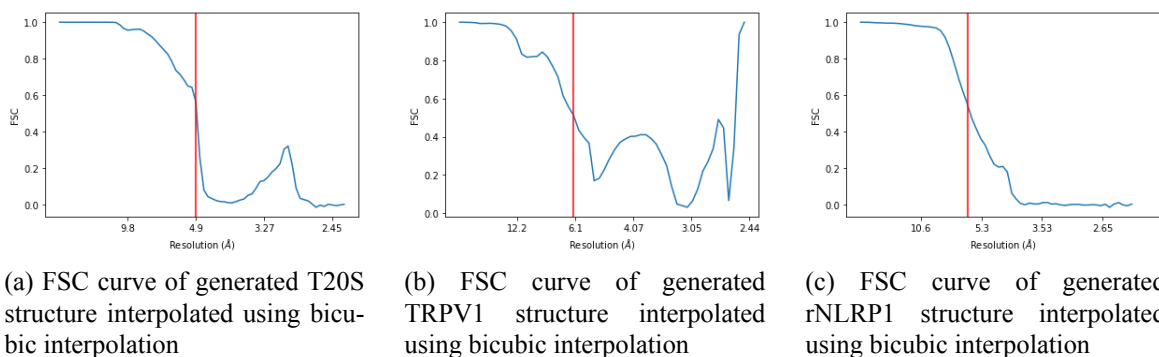 1.0
0.8
0.6
0.4
0.2
0.0
FSC
9.8 4.9 3.27 2.45
Resolution (Å)
1.0
0.8
0.6
0.4
0.2
0.0
FSC
12.2 6.1 4.07 3.05 2.44
Resolution (Å)
1.0
0.8
0.6
0.4
0.2
0.0
FSC
10.6 5.3 3.53 2.65
Resolution (Å)
(a) FSC curve of generated T20S
structure interpolated using bicu-
bic interpolation
(b) FSC curve of generated
TRPV1 structure interpolated
using bicubic interpolation
(c) FSC curve of generated
rNLRP1 structure interpolated
using bicubic interpolation